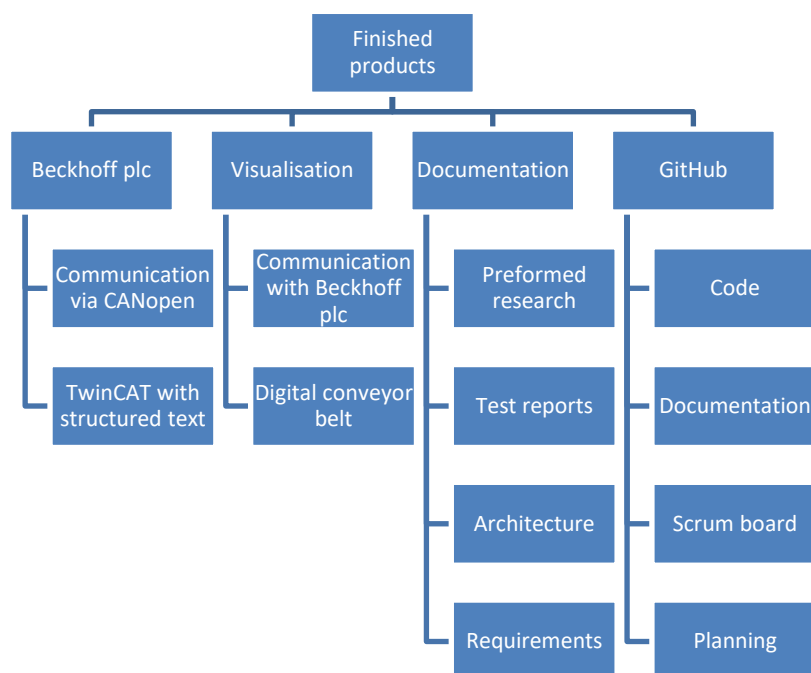 Finished
products
Beckhoff plc
Visualisation
Documentation
GitHub
Communication
via CANopen
TwinCAT with
structured text
Communication
with Beckhoff
plc
Digital conveyor
belt
Preformed
research
Test reports
Architecture
Requirements
Code
Documentation
Scrum board
Planning